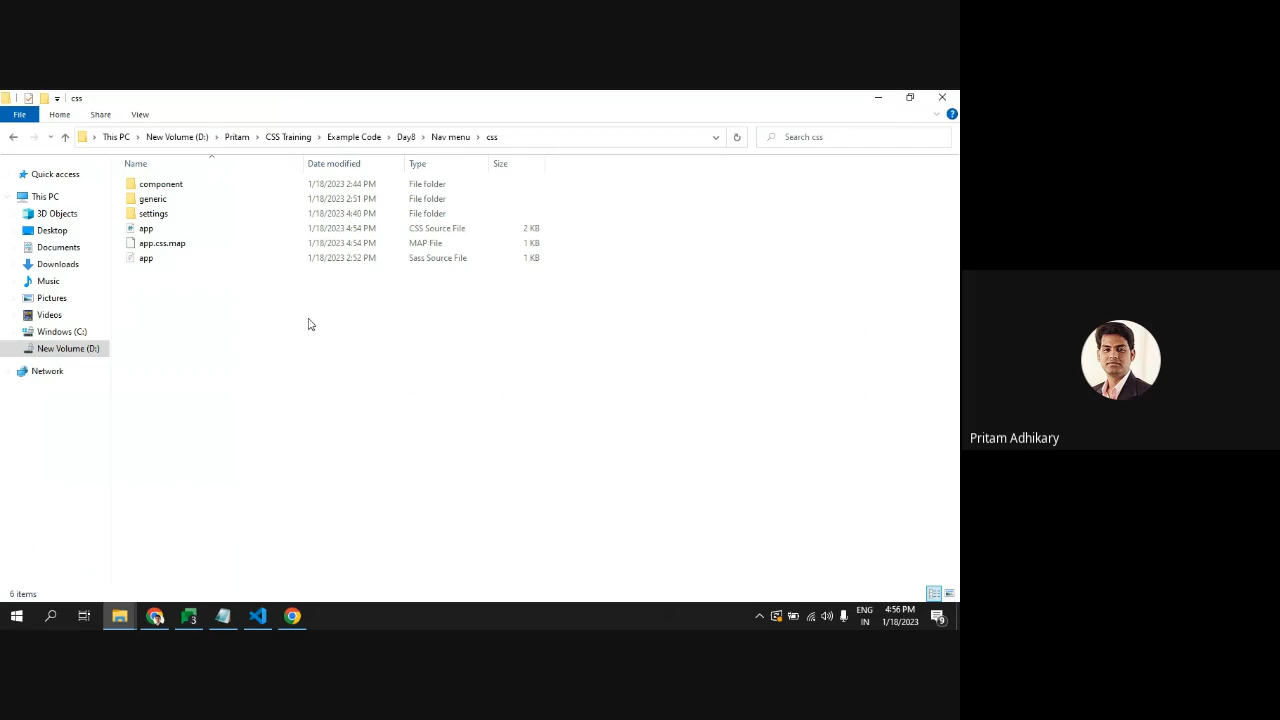 css
File Home Share View
This PC New Volume (D:) Pritam CSS Training Example Code Day8 Nav menu css Search css
Name Date modified Type Size
Quick access
This PC
3D Objects
Desktop
Documents
Downloads
Music
Pictures
Videos
Windows (C:)
New Volume (D:)
Network
component 1/18/2023 2:44 PM File folder
generic 1/18/2023 2:51 PM File folder
settings 1/18/2023 4:40 PM File folder
app 1/18/2023 4:54 PM CSS Source File 2 KB
app.css.map 1/18/2023 4:54 PM MAP File 1 KB
app 1/18/2023 2:52 PM Sass Source File 1 KB
6 items
ENG 4:56 PM
IN 1/18/2023
9
3
Pritam Adhikary